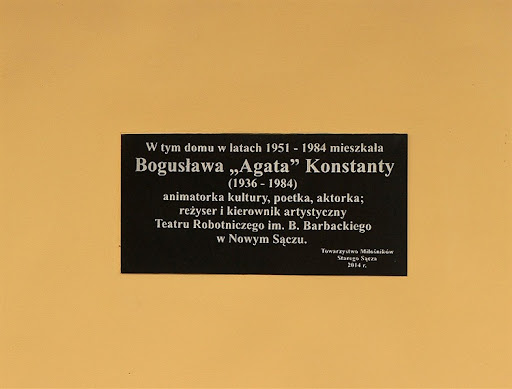 W tym domu w latach 1951 - 1984 mieszkała
Bogusława „Agata” Konstanty
(1936 - 1984)
animatorka kultury, poetka, aktorka;
reżyser i kierownik artystyczny
Teatru Robotniczego im. B. Barbackiego
w Nowym Sączu.
Towarzystwo Miłośników
Starego Sącza
2014 r.